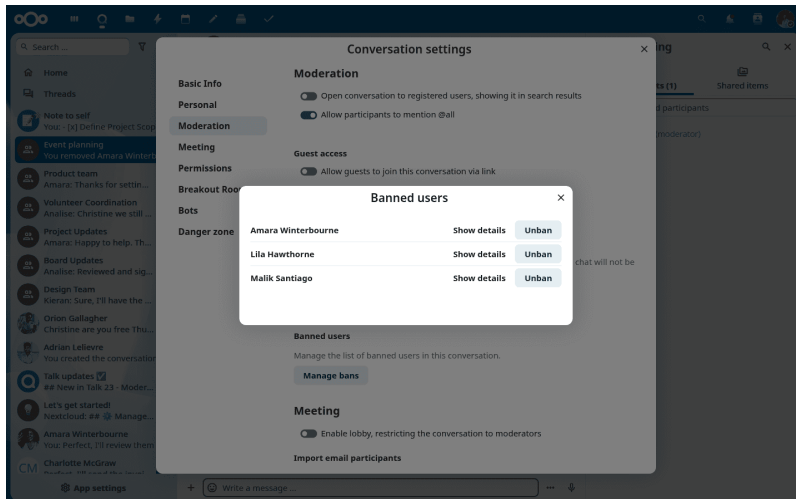 Search ...
Home
Threads
Note to self
You: - [x] Define Project Scop
Event planning
You removed Amara Winterb
Product team
Amara: Thanks for settin...
Volunteer Coordination
Analise: Christine we still ...
Project Updates
Amara: Happy to help. Th...
Board Updates
Analise: Reviewed and sig...
Design Team
Kieran: Sure, I'll have the ...
Orion Gallagher
Christine are you free Thu...
Adrian Lelievre
You created the conversation
Talk updates ✅
## New in Talk 23 - Moder...
Let's get started!
Nextcloud: ## Manage...
Amara Winterbourne
You: Perfect, I'll review them
CM
Charlotte McGraw
App settings
Conversation settings
Basic Info
Personal
Moderation
Meeting
Permissions
Breakout Roo
Bots
Danger zone
Moderation
Open conversation to registered users, showing it in search results
Allow participants to mention @all
Guest access
Allow guests to join this conversation via link
chat will not be
Banned users
Amara Winterbourne Show details Unban
Lila Hawthorne Show details Unban
Malik Santiago Show details Unban
Banned users
Manage the list of banned users in this conversation.
Manage bans
Meeting
Enable lobby, restricting the conversation to moderators
Import email participants
Write a message ...
ng
ts (1)
Shared items
d participants
(moderator)